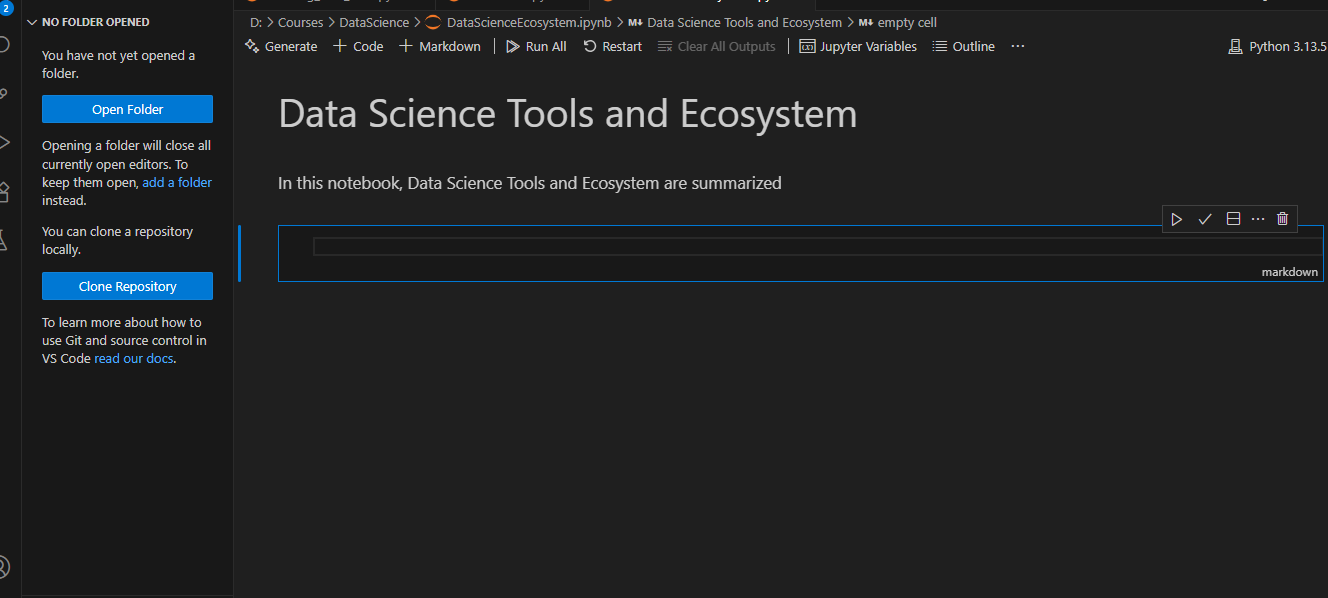 2
NO FOLDER OPENED
You have not yet opened a
folder.
Open Folder
Opening a folder will close all
currently open editors. To
keep them open, add a folder
instead.
You can clone a repository
locally.
Clone Repository
To learn more about how to
use Git and source control in
VS Code read our docs.
D: > Courses > DataScience > DataScienceEcosystem.ipynb > M↓ Data Science Tools and Ecosystem > M↓ empty cell
Generate + Code + Markdown | Run All Restart Clear All Outputs | Jupyter Variables Outline ··· Python 3.13.5
Data Science Tools and Ecosystem
In this notebook, Data Science Tools and Ecosystem are summarized
markdown